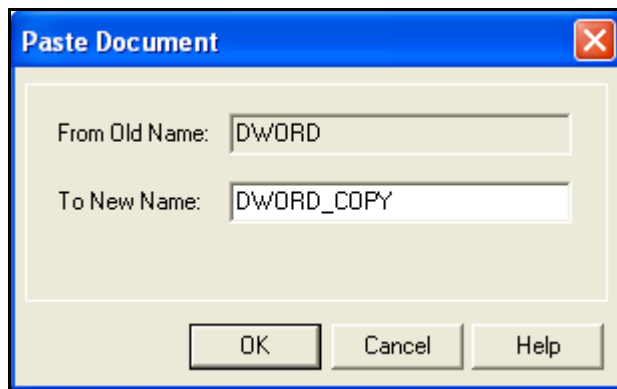 Paste Document
From Old Name: DWORD
To New Name: DWORD_COPY
OK Cancel Help